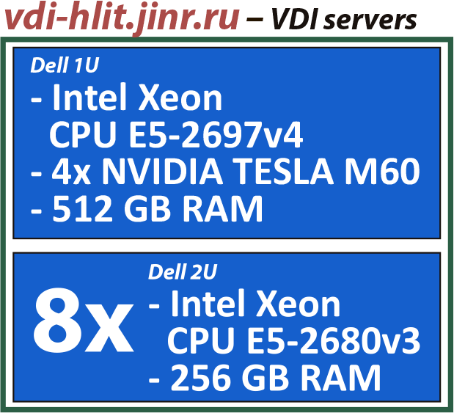 vdi-hlit.jinr.ru – VDI servers
Dell 1U
- Intel Xeon
CPU E5-2697v4
- 4x NVIDIA TESLA M60
- 512 GB RAM
Dell 2U
8x
- Intel Xeon
CPU E5-2680v3
- 256 GB RAM